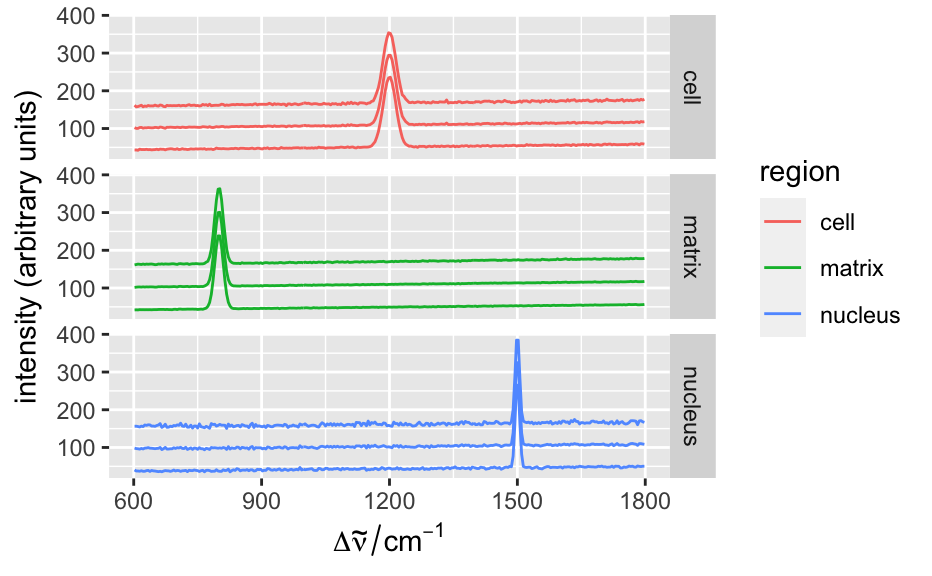 intensity (arbitrary units)
400
300
200
100
cell
400
300
200
100
matrix
400
300
200
100
nucleus
600 900 1200 1500 1800
Δṽ/cm⁻¹
region
cell
matrix
nucleus